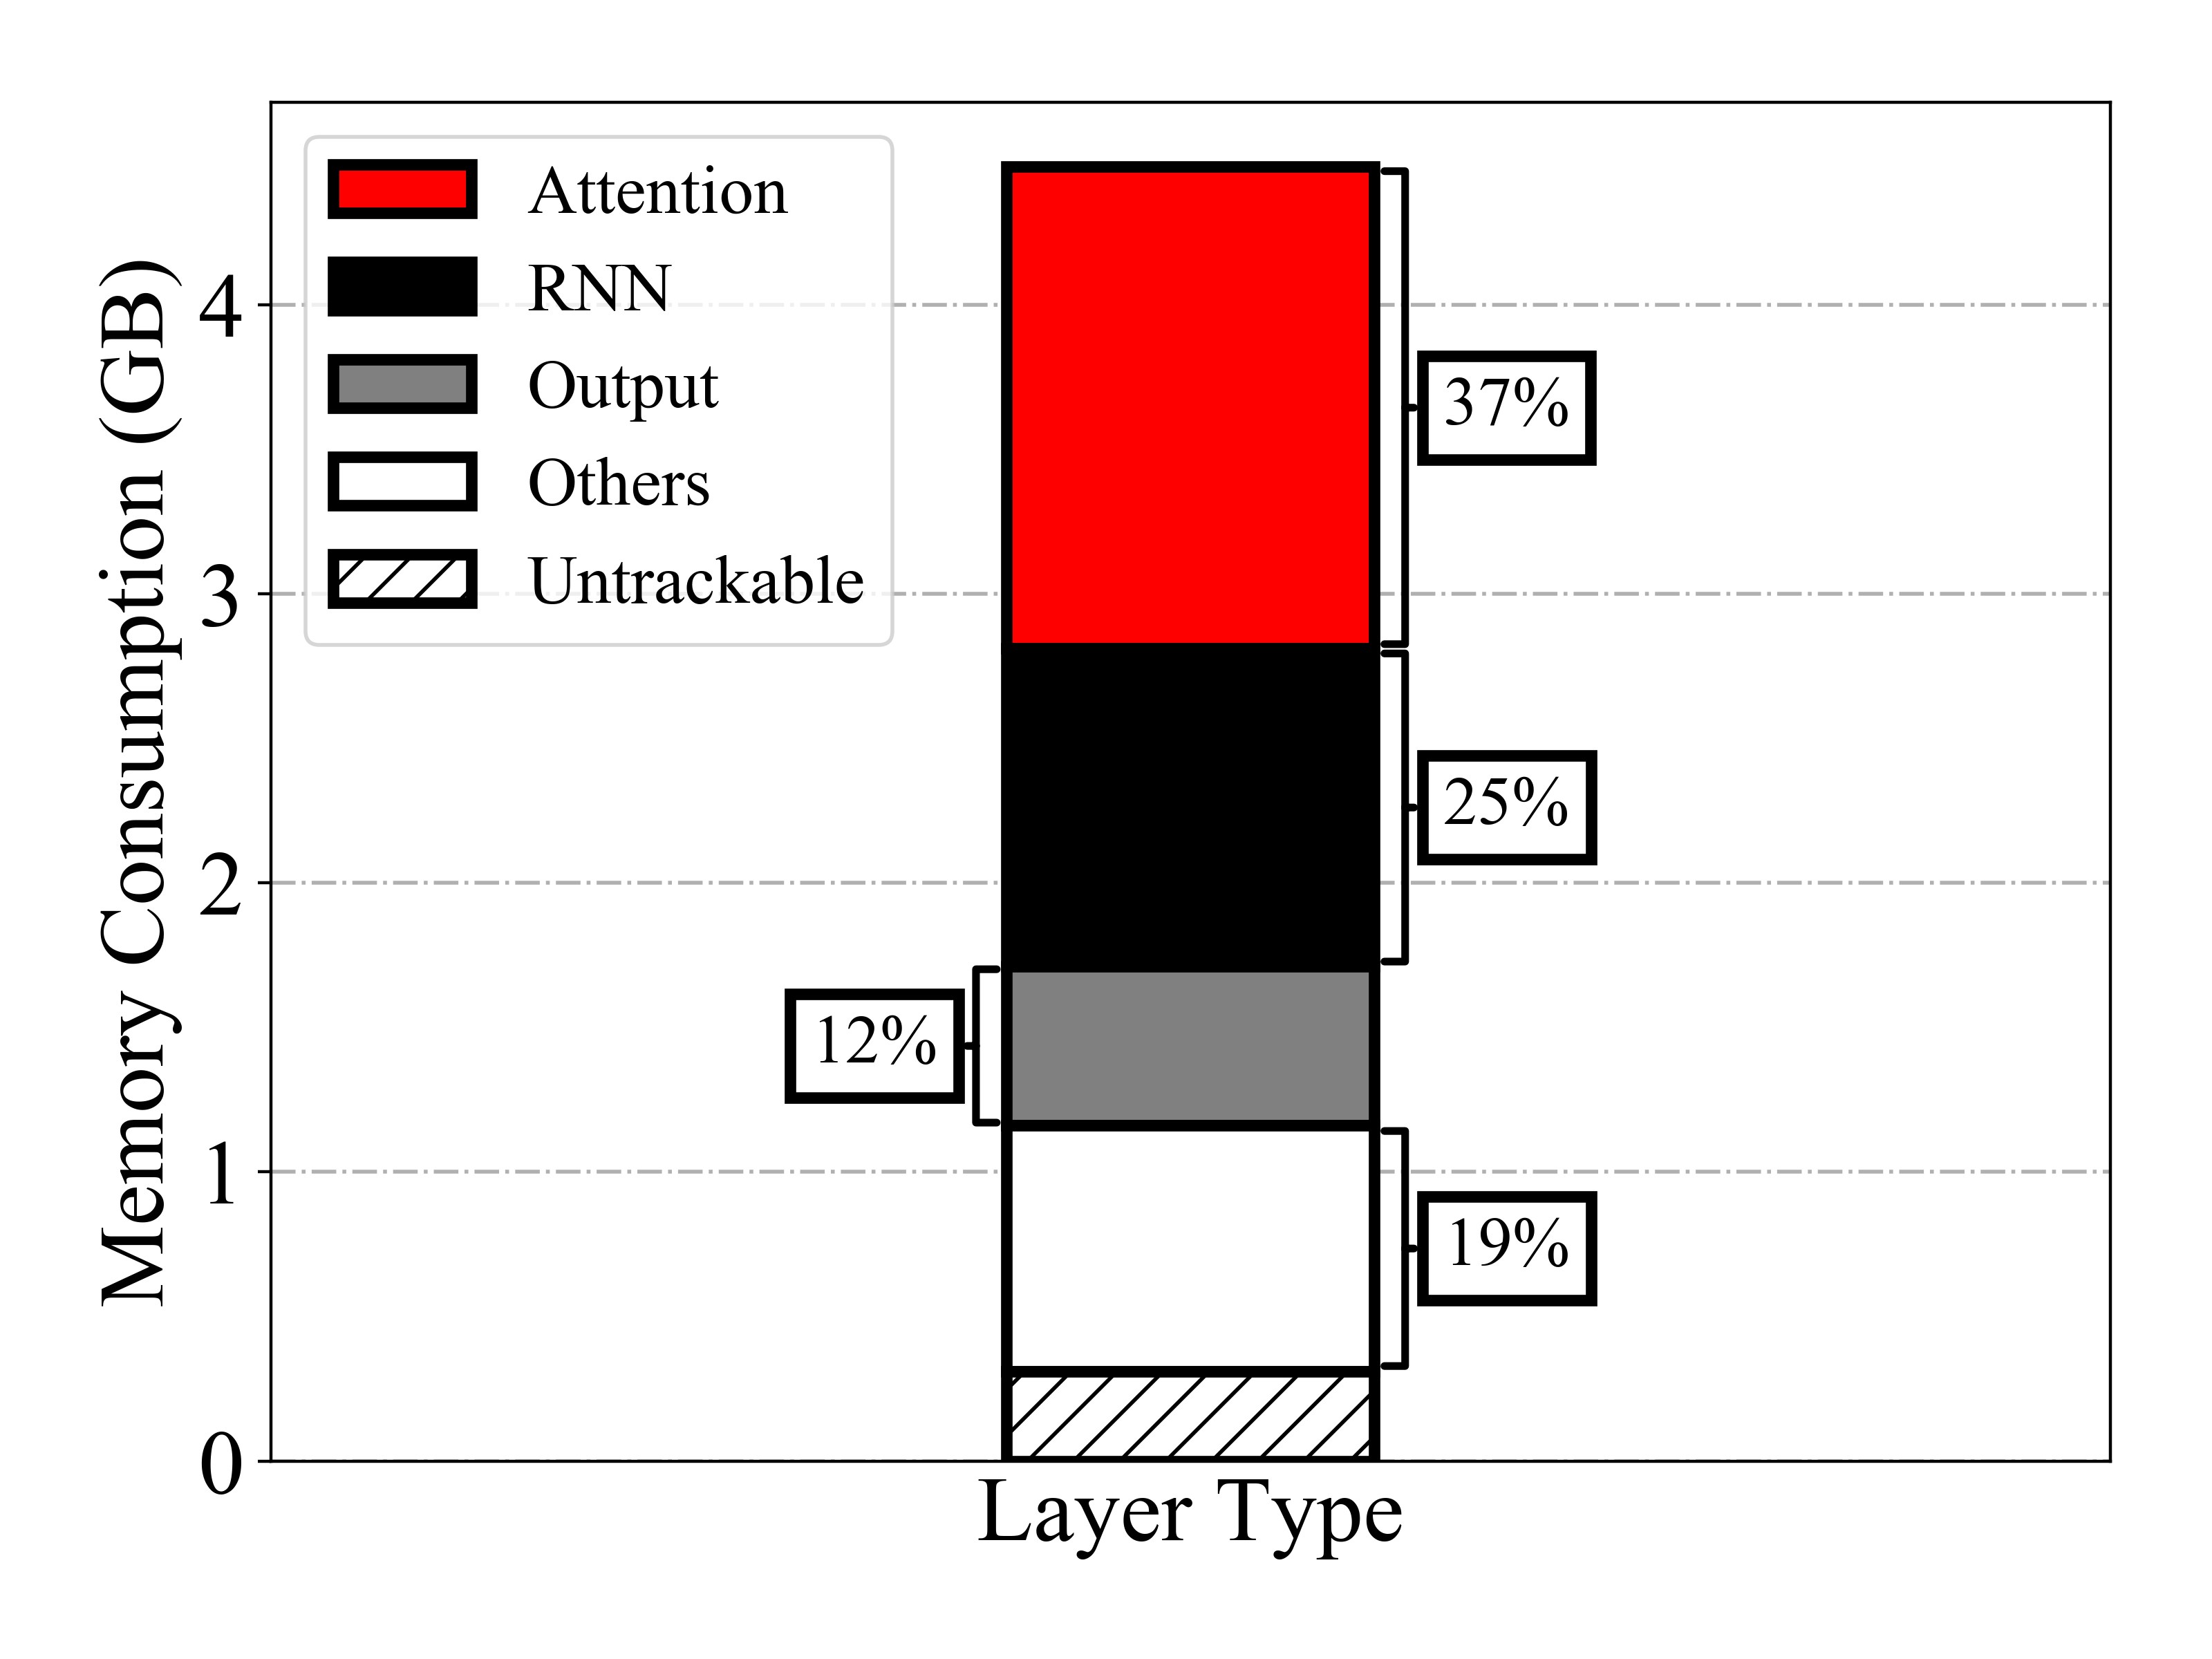 Memory Consumption (GB)
4
3
2
1
0
Attention
RNN
Output
Others
Untrackable
37%
25%
12%
19%
Layer Type